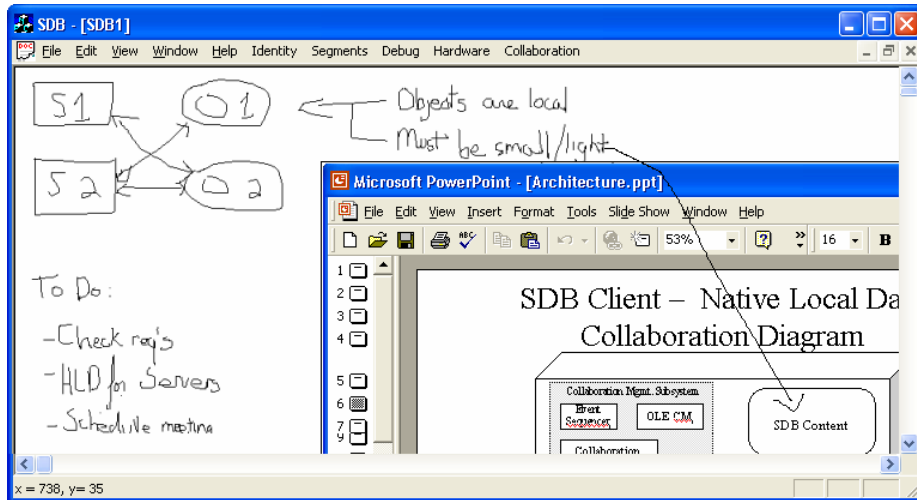 SDB - [SDB1]
File Edit View Window Help Identity Segments Debug Hardware Collaboration
S1
O1
Objects are local
Must be small/light
S2
O2
Microsoft PowerPoint - [Architecture.ppt]
File Edit View Insert Format Tools Slide Show Window Help
ABC
53%
16
B
1
2
3
4
5
6
7
9
SDB Client – Native Local Da
Collaboration Diagram
Collaboration Mgmt. Subsystem
Event
Sequencer
OLE CM
Collaboration
SDB Content
To Do:
-Check req's
-HLD for Servers
-Schedule meeting
x = 738, y= 35